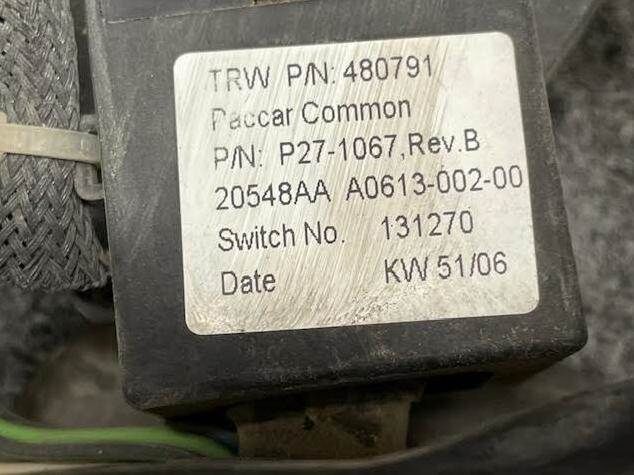 TRW P/N: 480791
Paccar Common
P/N: P27-1067,Rev.B
20548AA A0613-002-00
Switch No. 131270
Date KW 51/06